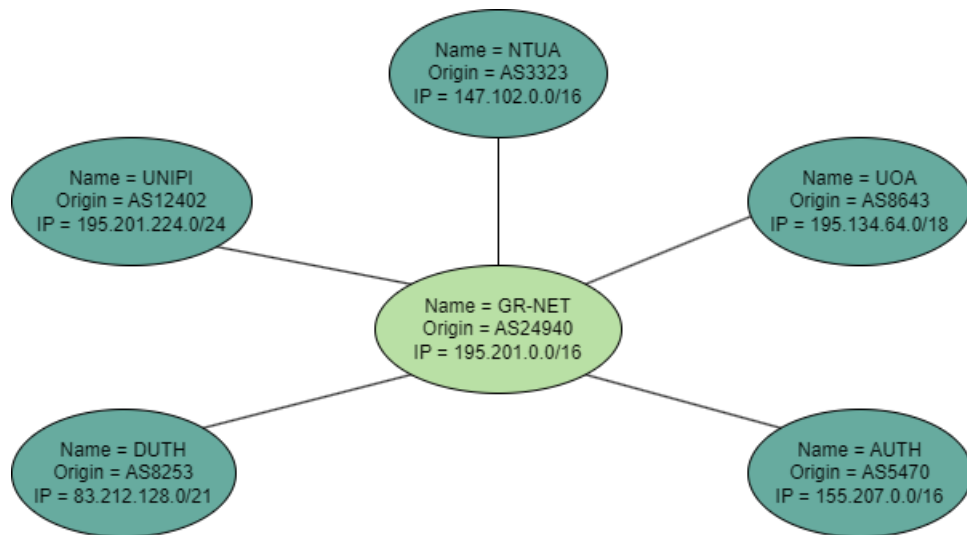 Name = NTUA
Origin = AS3323
IP = 147.102.0.0/16
Name = UNIPI
Origin = AS12402
IP = 195.201.224.0/24
Name = UOA
Origin = AS8643
IP = 195.134.64.0/18
Name = GR-NET
Origin = AS24940
IP = 195.201.0.0/16
Name = DUTH
Origin = AS8253
IP = 83.212.128.0/21
Name = AUTH
Origin = AS5470
IP = 155.207.0.0/16